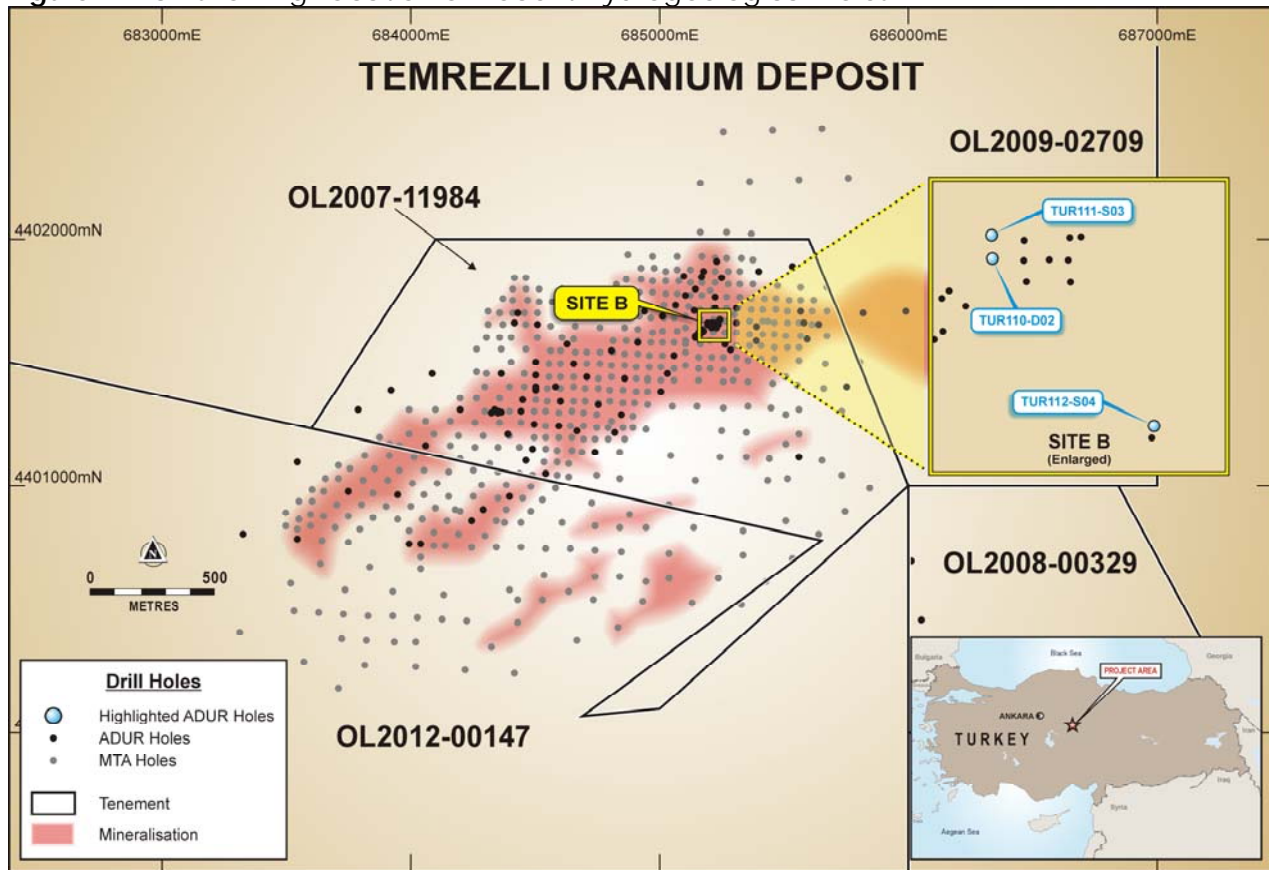 683000mE 684000mE 685000mE 686000mE 687000mE
TEMREZLI URANIUM DEPOSIT
OL2009-02709
OL2007-11984
4402000mN
TUR111-S03
SITE B
TUR110-D02
TUR112-S04
SITE B
(Enlarged)
4401000mN
N
OL2008-00329
0 500
METRES
Drill Holes
Highlighted ADUR Holes
ADUR Holes
MTA Holes
Tenement
Mineralisation
OL2012-00147
Bulgaria
Black Sea
Georgia
PROJECT AREA
ANKARA
TURKEY
Iran
Iraq
Syria
Aegean Sea